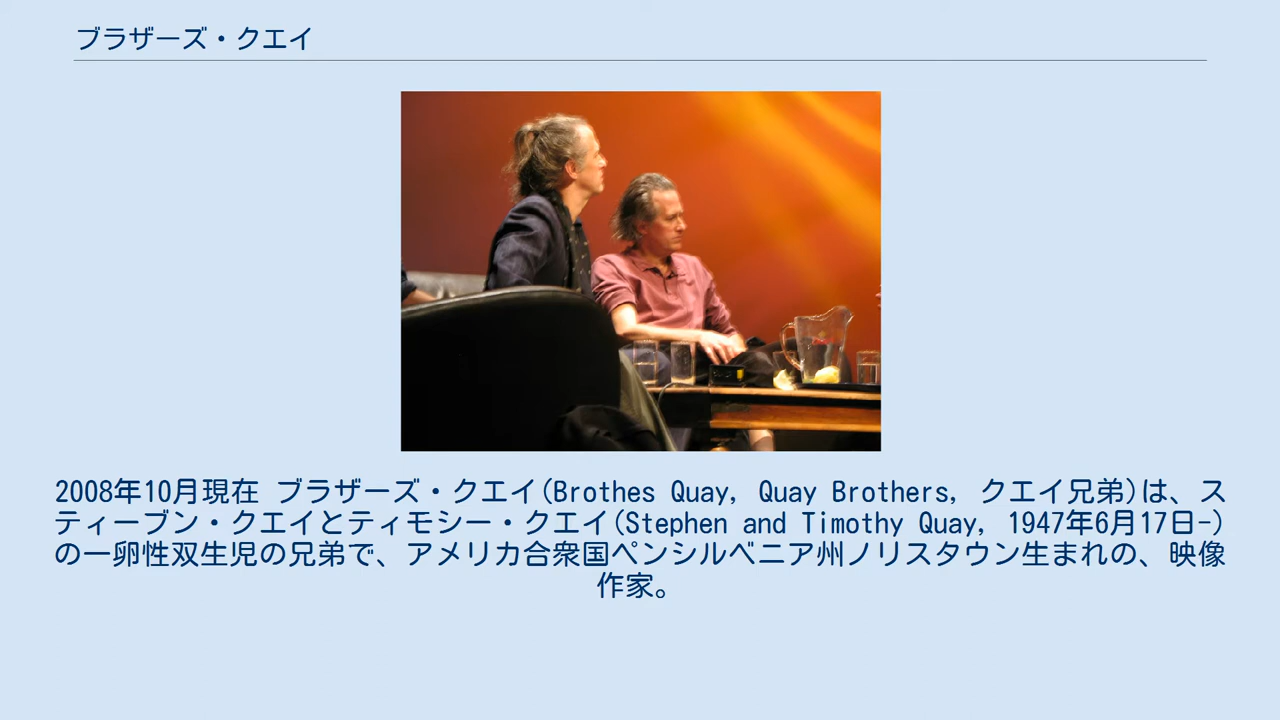 ブラザーズ・クエイ
2008年10月現在 ブラザーズ・クエイ(Brothes Quay, Quay Brothers, クエイ兄弟)は、ス
ティーブン・クエイとティモシー・クエイ(Stephen and Timothy Quay, 1947年6月17日-)
の一卵性双生児の兄弟で、アメリカ合衆国ペンシルベニア州ノリスタウン生まれの、映像
作家。